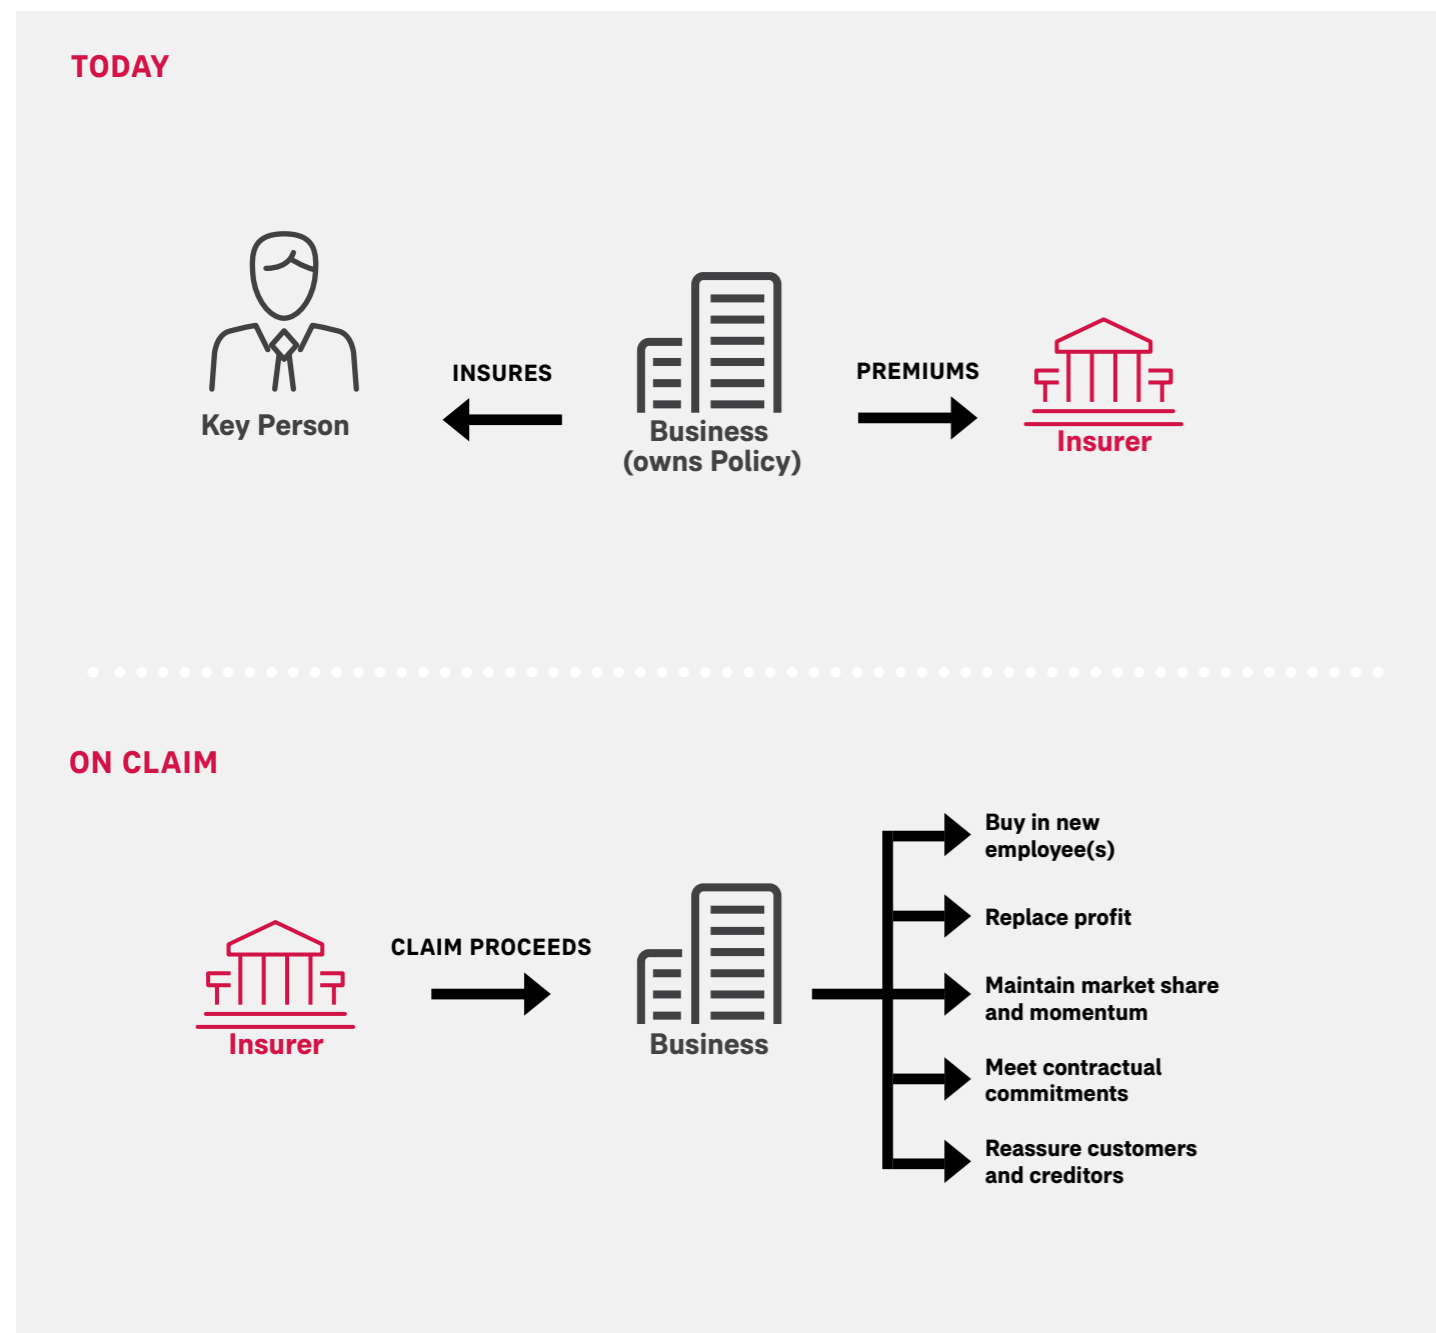 TODAY
INSURES
PREMIUMS
Key Person
Business
(owns Policy)
Insurer
ON CLAIM
CLAIM PROCEEDS
Insurer
Business
Buy in new
employee(s)
Replace profit
Maintain market share
and momentum
Meet contractual
commitments
Reassure customers
and creditors